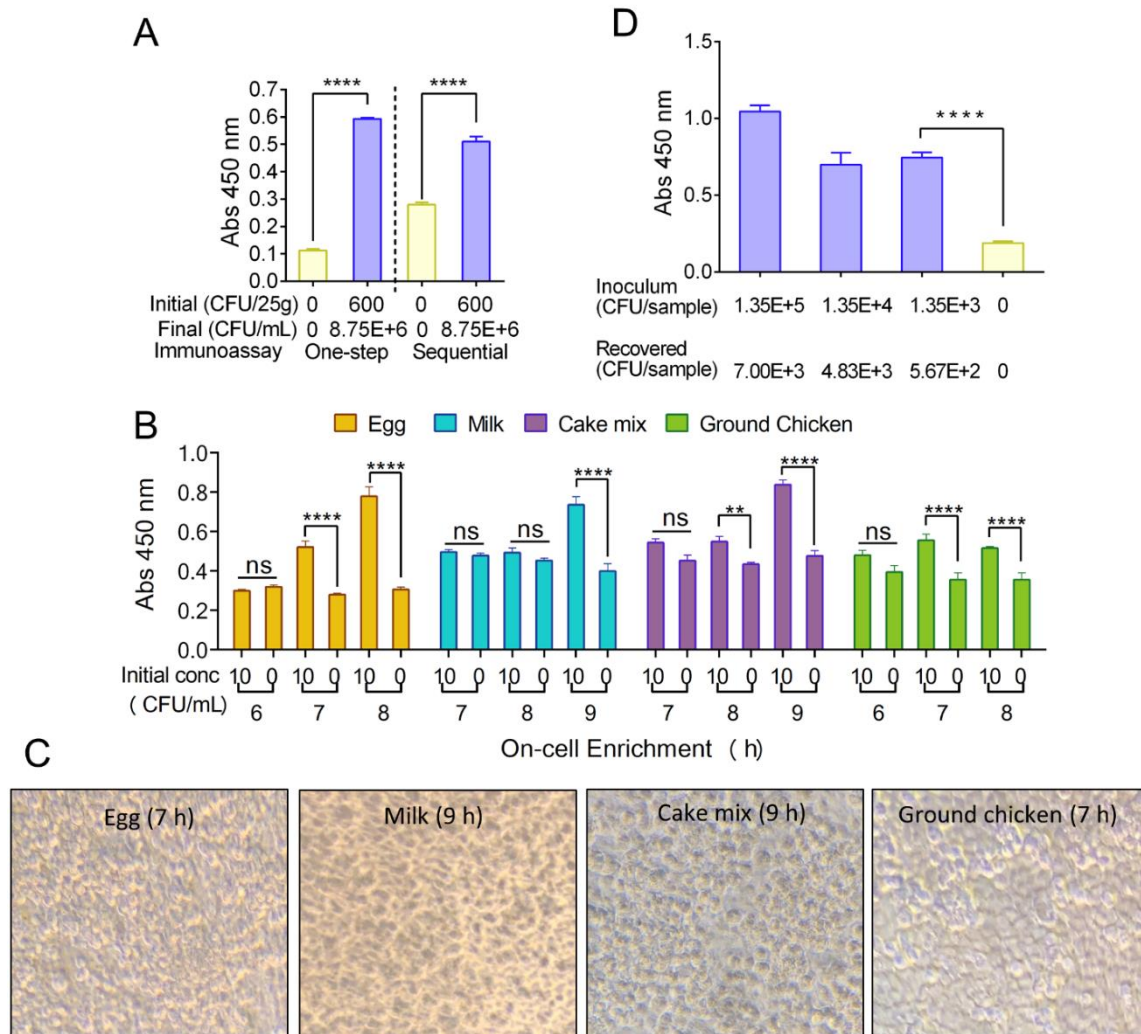 A
**** ****
Abs 450 nm
0.7
0.6
0.5
0.4
0.3
0.2
0.1
0.0
Initial (CFU/25g) 0 600 0 600
Final (CFU/mL) 0 8.75E+6 0 8.75E+6
Immunoassay One-step Sequential
D
****
Abs 450 nm
1.5
1.0
0.5
0.0
Inoculum
(CFU/sample) 1.35E+5 1.35E+4 1.35E+3 0
Recovered
(CFU/sample) 7.00E+3 4.83E+3 5.67E+2 0
B
Egg Milk Cake mix Ground Chicken
Abs 450 nm
1.0
0.8
0.6
0.4
0.2
0.0
ns **** **** ns ns **** ns ** **** ns **** ****
Initial conc 10 0 10 0 10 0 10 0 10 0 10 0 10 0 10 0 10 0 10 0 10 0 10 0
( CFU/mL) 6 7 8 7 8 9 7 8 9 6 7 8
On-cell Enrichment ( h)
C
Egg (7 h) Milk (9 h) Cake mix (9 h) Ground chicken (7 h)